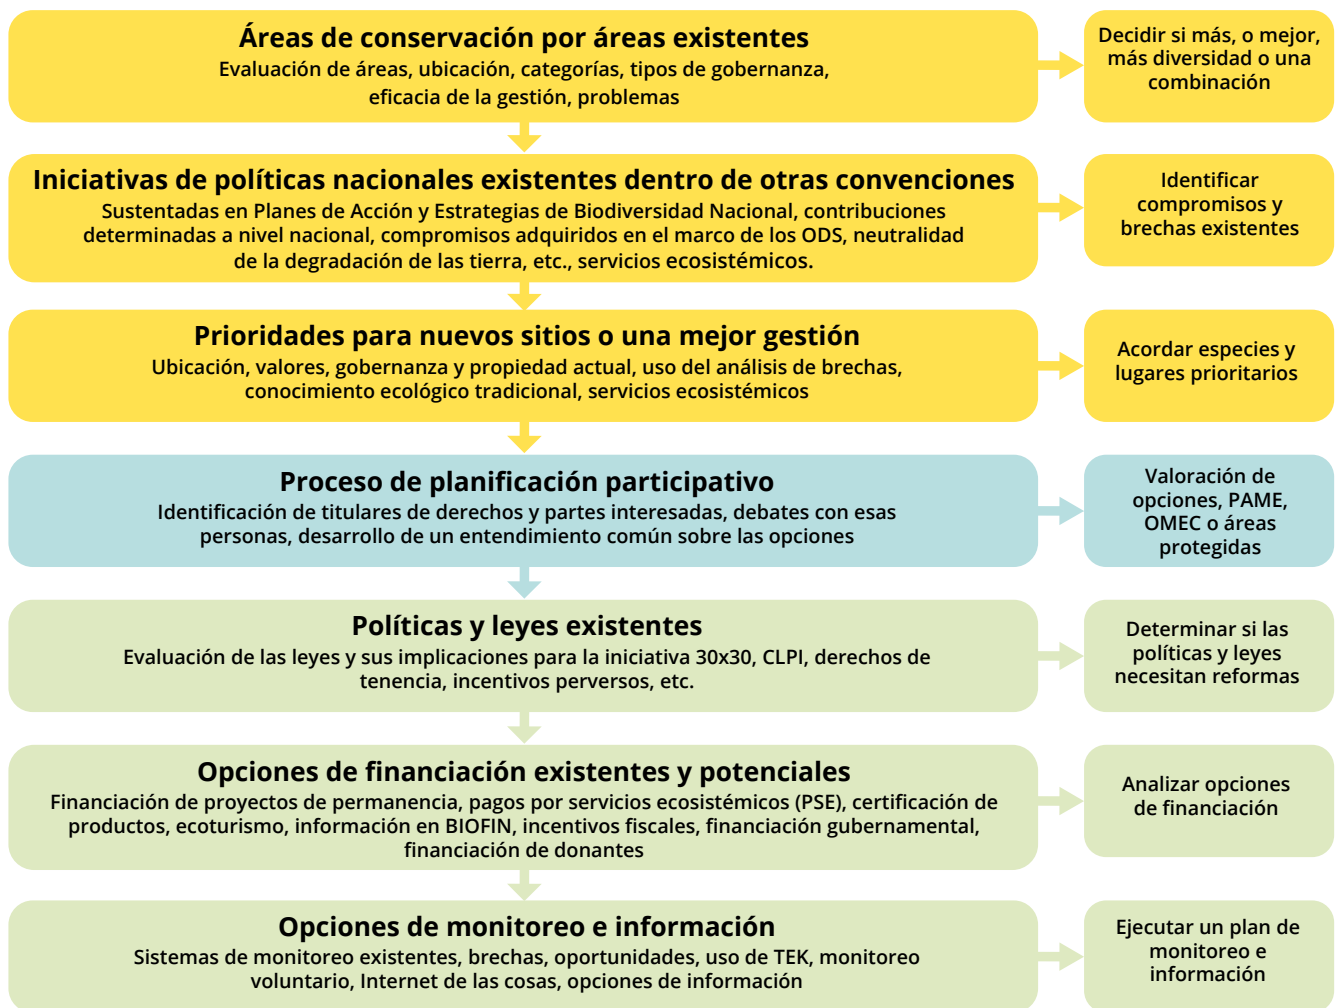 Áreas de conservación por áreas existentes
Evaluación de áreas, ubicación, categorías, tipos de gobernanza,
eficacia de la gestión, problemas
Decidir si más, o mejor,
más diversidad o una
combinación
Iniciativas de políticas nacionales existentes dentro de otras convenciones
Sustentadas en Planes de Acción y Estrategias de Biodiversidad Nacional, contribuciones
determinadas a nivel nacional, compromisos adquiridos en el marco de los ODS, neutralidad
de la degradación de las tierra, etc., servicios ecosistémicos.
Identificar
compromisos y
brechas existentes
Prioridades para nuevos sitios o una mejor gestión
Ubicación, valores, gobernanza y propiedad actual, uso del análisis de brechas,
conocimiento ecológico tradicional, servicios ecosistémicos
Acordar especies y
lugares prioritarios
Proceso de planificación participativo
Identificación de titulares de derechos y partes interesadas, debates con esas
personas, desarrollo de un entendimiento común sobre las opciones
Valoración de
opciones, PAME,
OMEC o áreas
protegidas
Políticas y leyes existentes
Evaluación de las leyes y sus implicaciones para la iniciativa 30x30, CLPI, derechos de
tenencia, incentivos perversos, etc.
Determinar si las
políticas y leyes
necesitan reformas
Opciones de financiación existentes y potenciales
Financiación de proyectos de permanencia, pagos por servicios ecosistémicos (PSE), certificación de
productos, ecoturismo, información en BIOFIN, incentivos fiscales, financiación gubernamental,
financiación de donantes
Analizar opciones
de financiación
Opciones de monitoreo e información
Sistemas de monitoreo existentes, brechas, oportunidades, uso de TEK, monitoreo
voluntario, Internet de las cosas, opciones de información
Ejecutar un plan de
monitoreo e
información